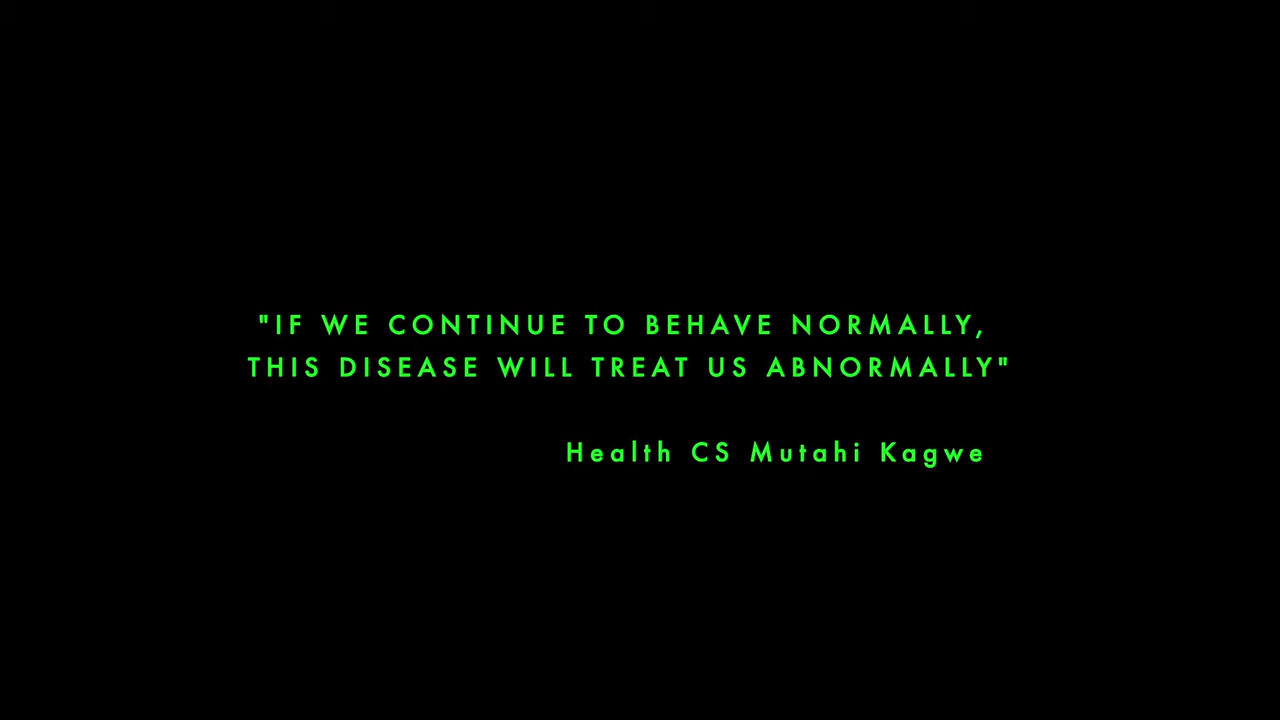 "IF WE CONTINUE TO BEHAVE NORMALLY,
THIS DISEASE WILL TREAT US ABNORMALLY"
Health CS Mutahi Kagwe